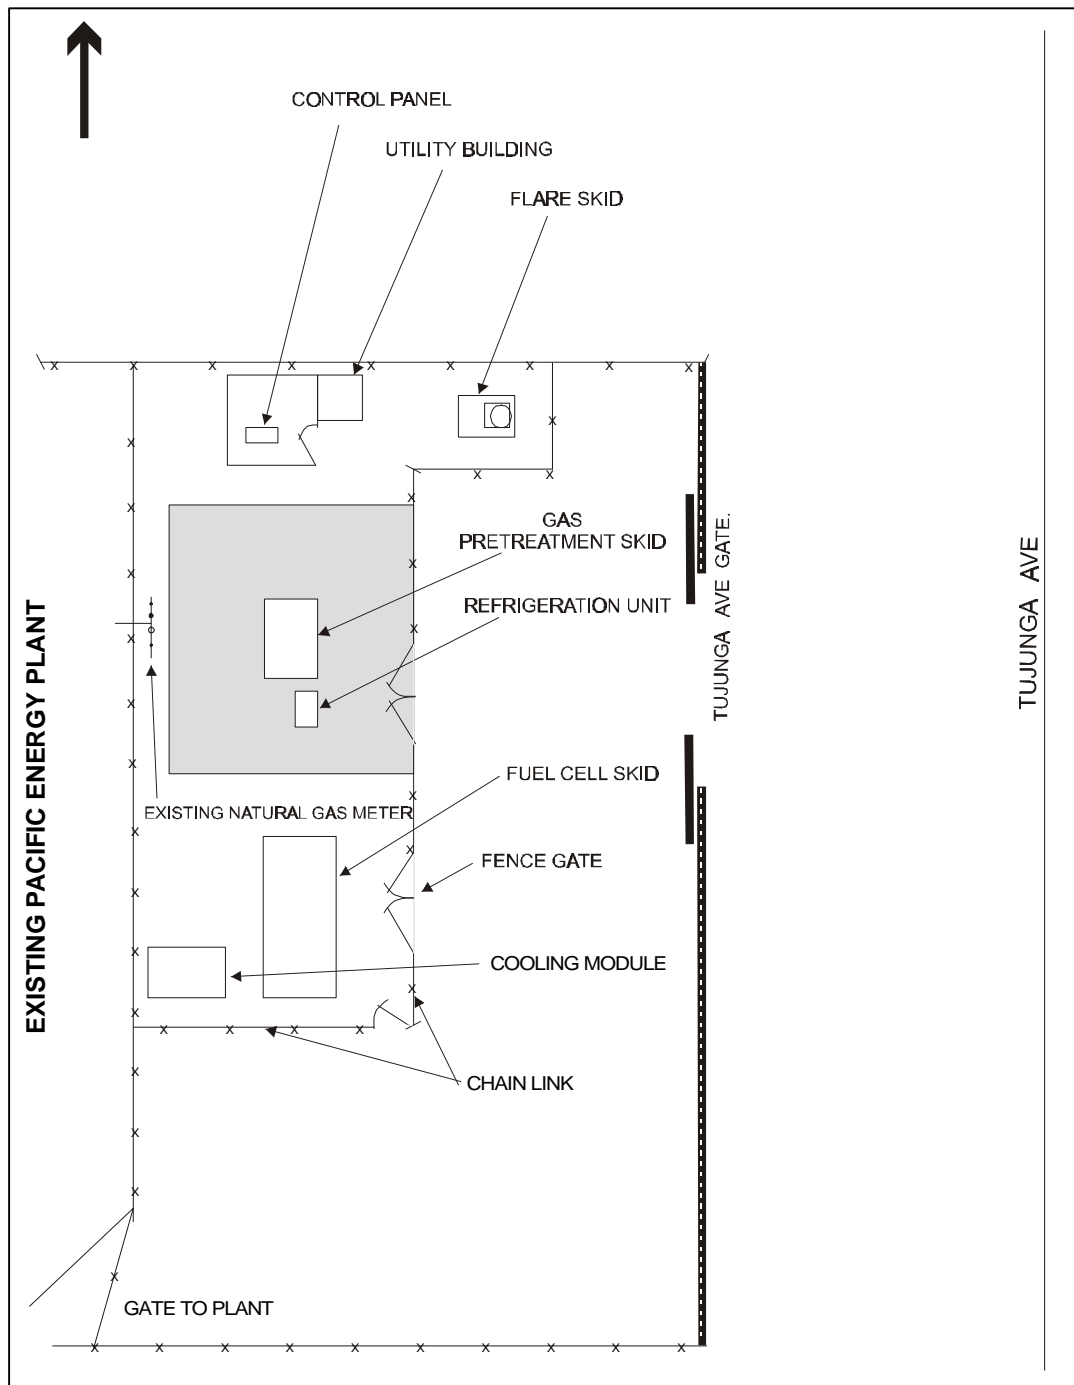 CONTROL PANEL
UTILITY BUILDING
FLARE SKID
GAS
PRETREATMENT SKID
REFRIGERATION UNIT
TUJUNGA AVE GATE.
TUJUNGA AVE
EXISTING PACIFIC ENERGY PLANT
FUEL CELL SKID
EXISTING NATURAL GAS METER
FENCE GATE
COOLING MODULE
CHAIN LINK
GATE TO PLANT